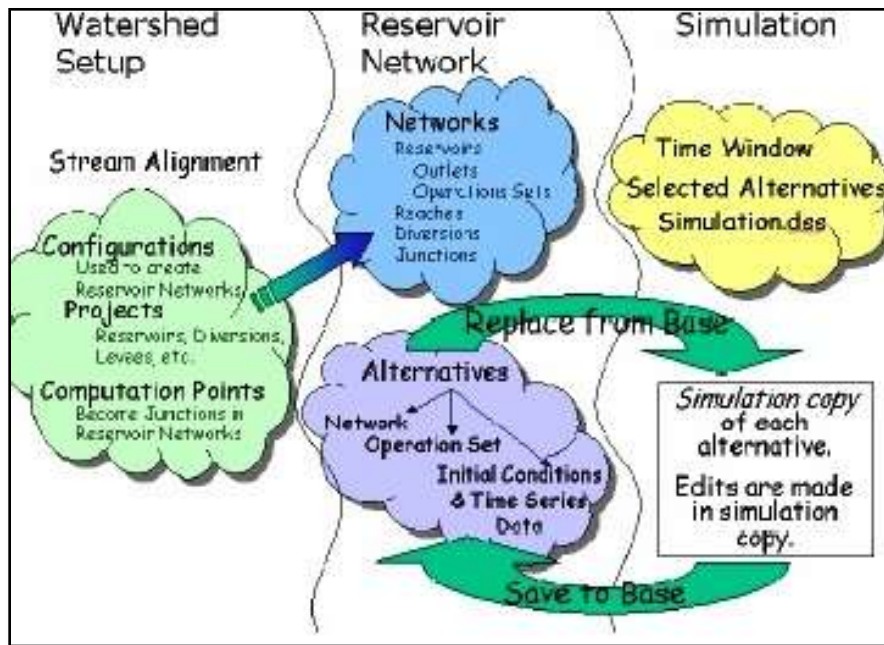 Watershed
Setup
Stream Alignment
Configurations
Used to create
Reservoir Networks
Projects
Reservoirs, Diversions,
Levees, etc.
Computation Points
Become Junctions in
Reservoir Networks
Reservoir
Network
Networks
Reservoirs
Outlets
Operations Sets
Reaches
Diversions
Junctions
Replace from Base
Alternatives
Network
Operation Set
Initial Conditions
& Time Series
Data
Save to Base
Simulation
Time Window
Selected Alternatives
Simulation.dss
Simulation copy
of each
alternative.
Edits are made
in simulation
copy.